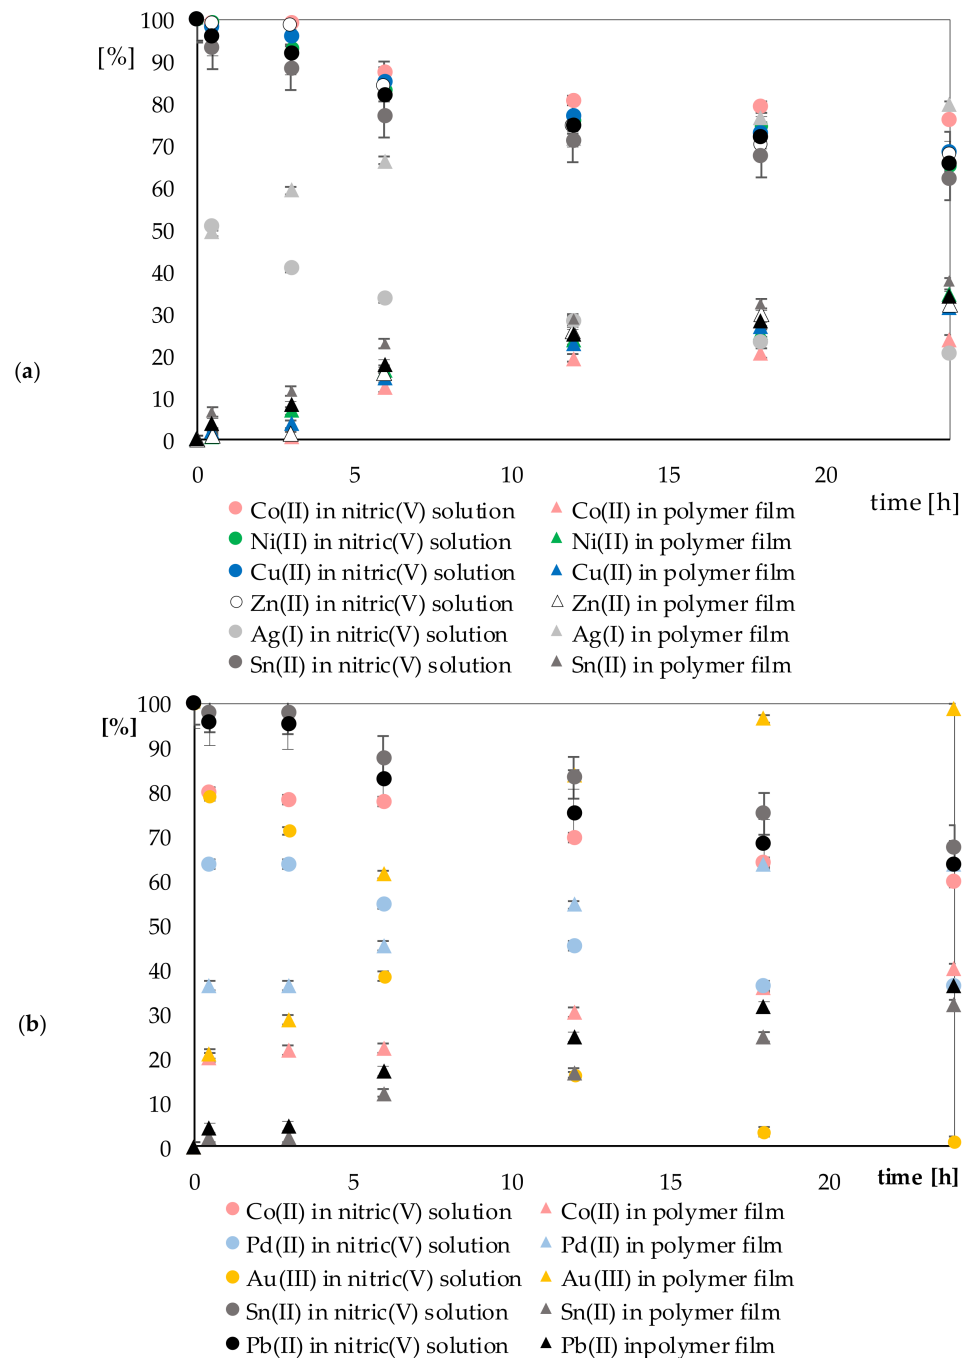 100
[%]
90
80
70
60
50
40
30
20
10
0
(a)
0 5 10 15 20
time [h]
Co(II) in nitric(V) solution Co(II) in polymer film
Ni(II) in nitric(V) solution Ni(II) in polymer film
Cu(II) in nitric(V) solution Cu(II) in polymer film
Zn(II) in nitric(V) solution Zn(II) in polymer film
Ag(I) in nitric(V) solution Ag(I) in polymer film
Sn(II) in nitric(V) solution Sn(II) in polymer film
100
[%]
90
80
70
60
50
40
30
20
10
0
(b)
0 5 10 15 20 time [h]
Co(II) in nitric(V) solution Co(II) in polymer film
Pd(II) in nitric(V) solution Pd(II) in polymer film
Au(III) in nitric(V) solution Au(III) in polymer film
Sn(II) in nitric(V) solution Sn(II) in polymer film
Pb(II) in nitric(V) solution Pb(II) inpolymer film